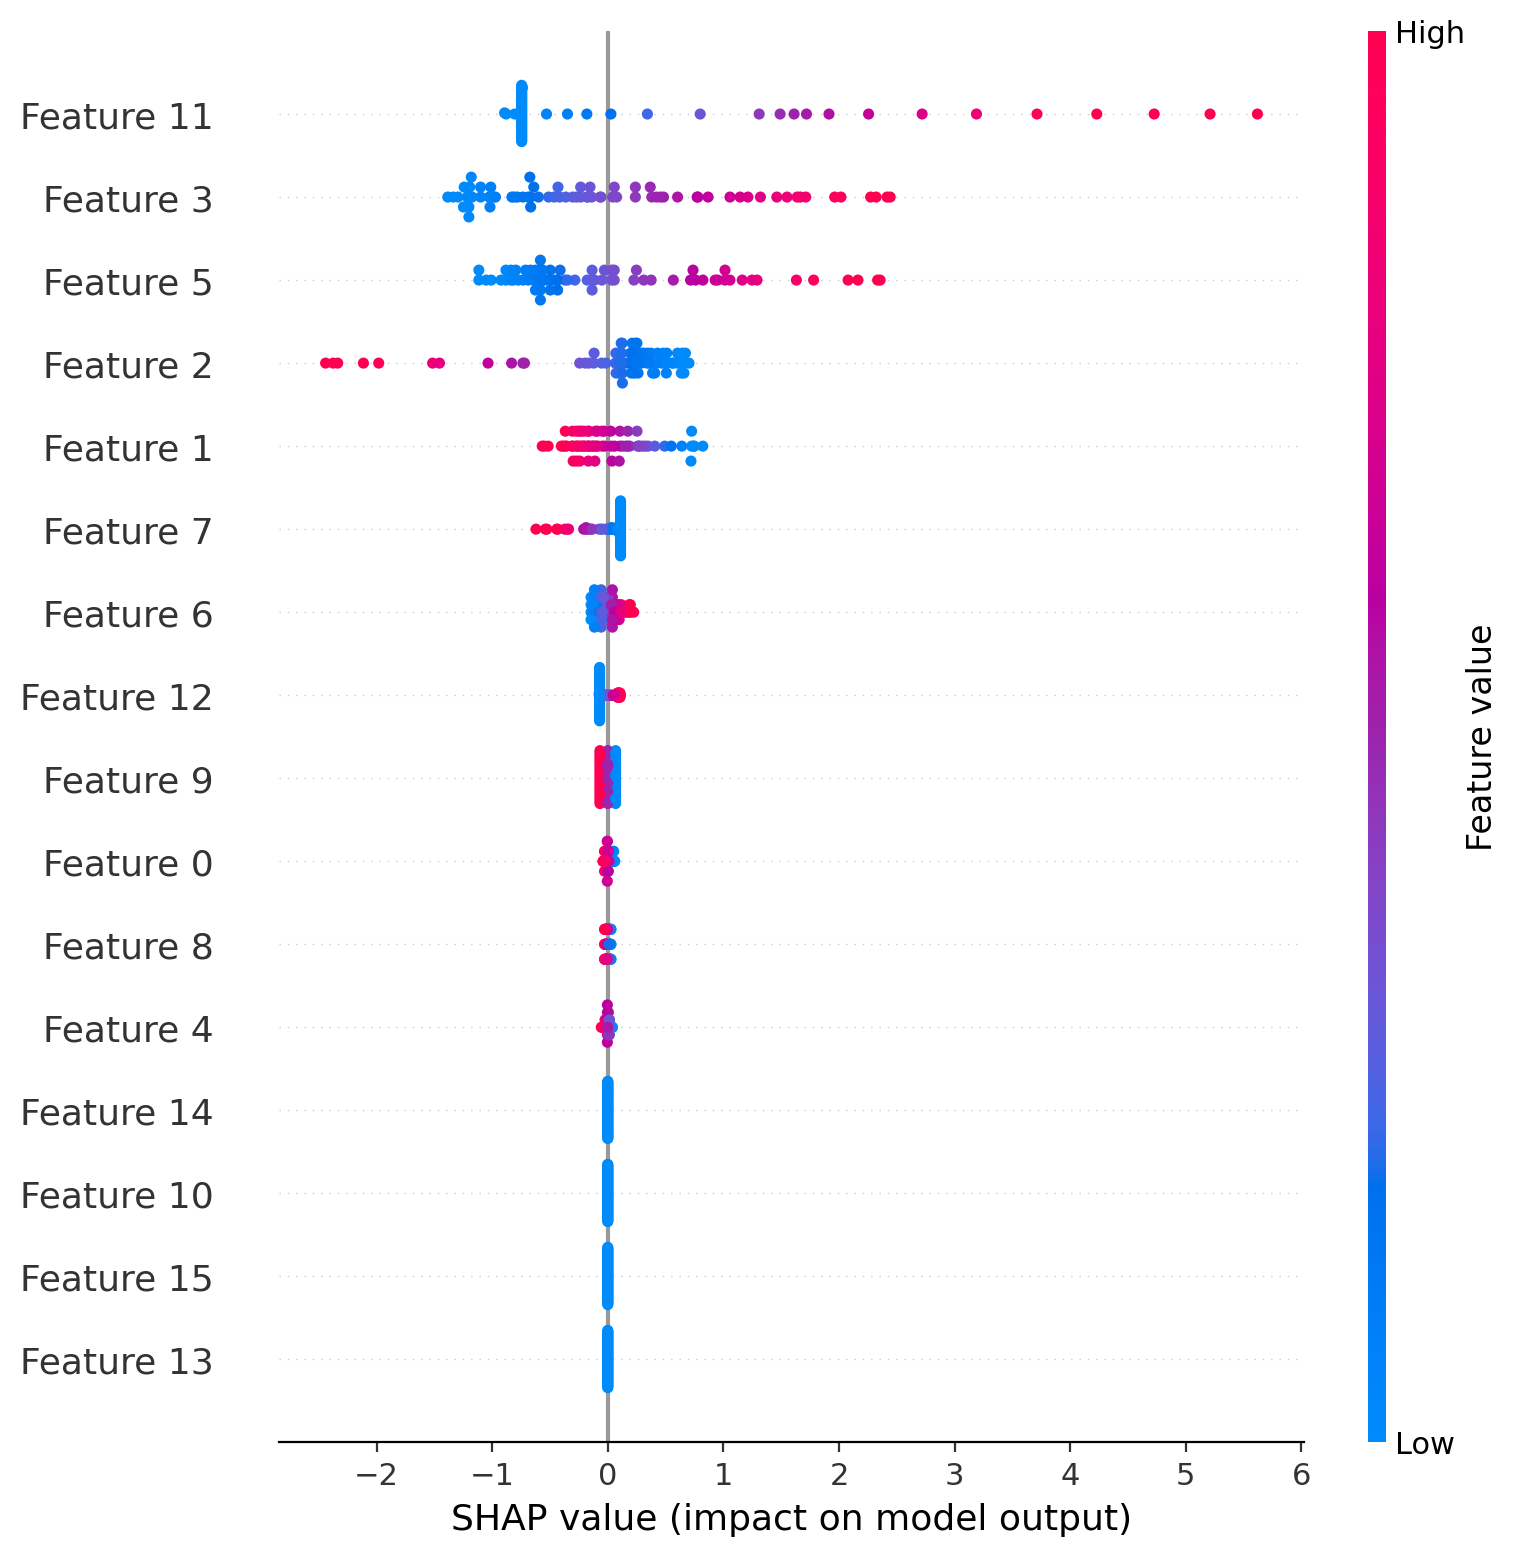 High
Feature 11
Feature 3
Feature 5
Feature 2
Feature 1
Feature 7
Feature 6
Feature 12
Feature 9
Feature 0
Feature 8
Feature 4
Feature 14
Feature 10
Feature 15
Feature 13
Feature value
Low
−2 −1 0 1 2 3 4 5 6
SHAP value (impact on model output)